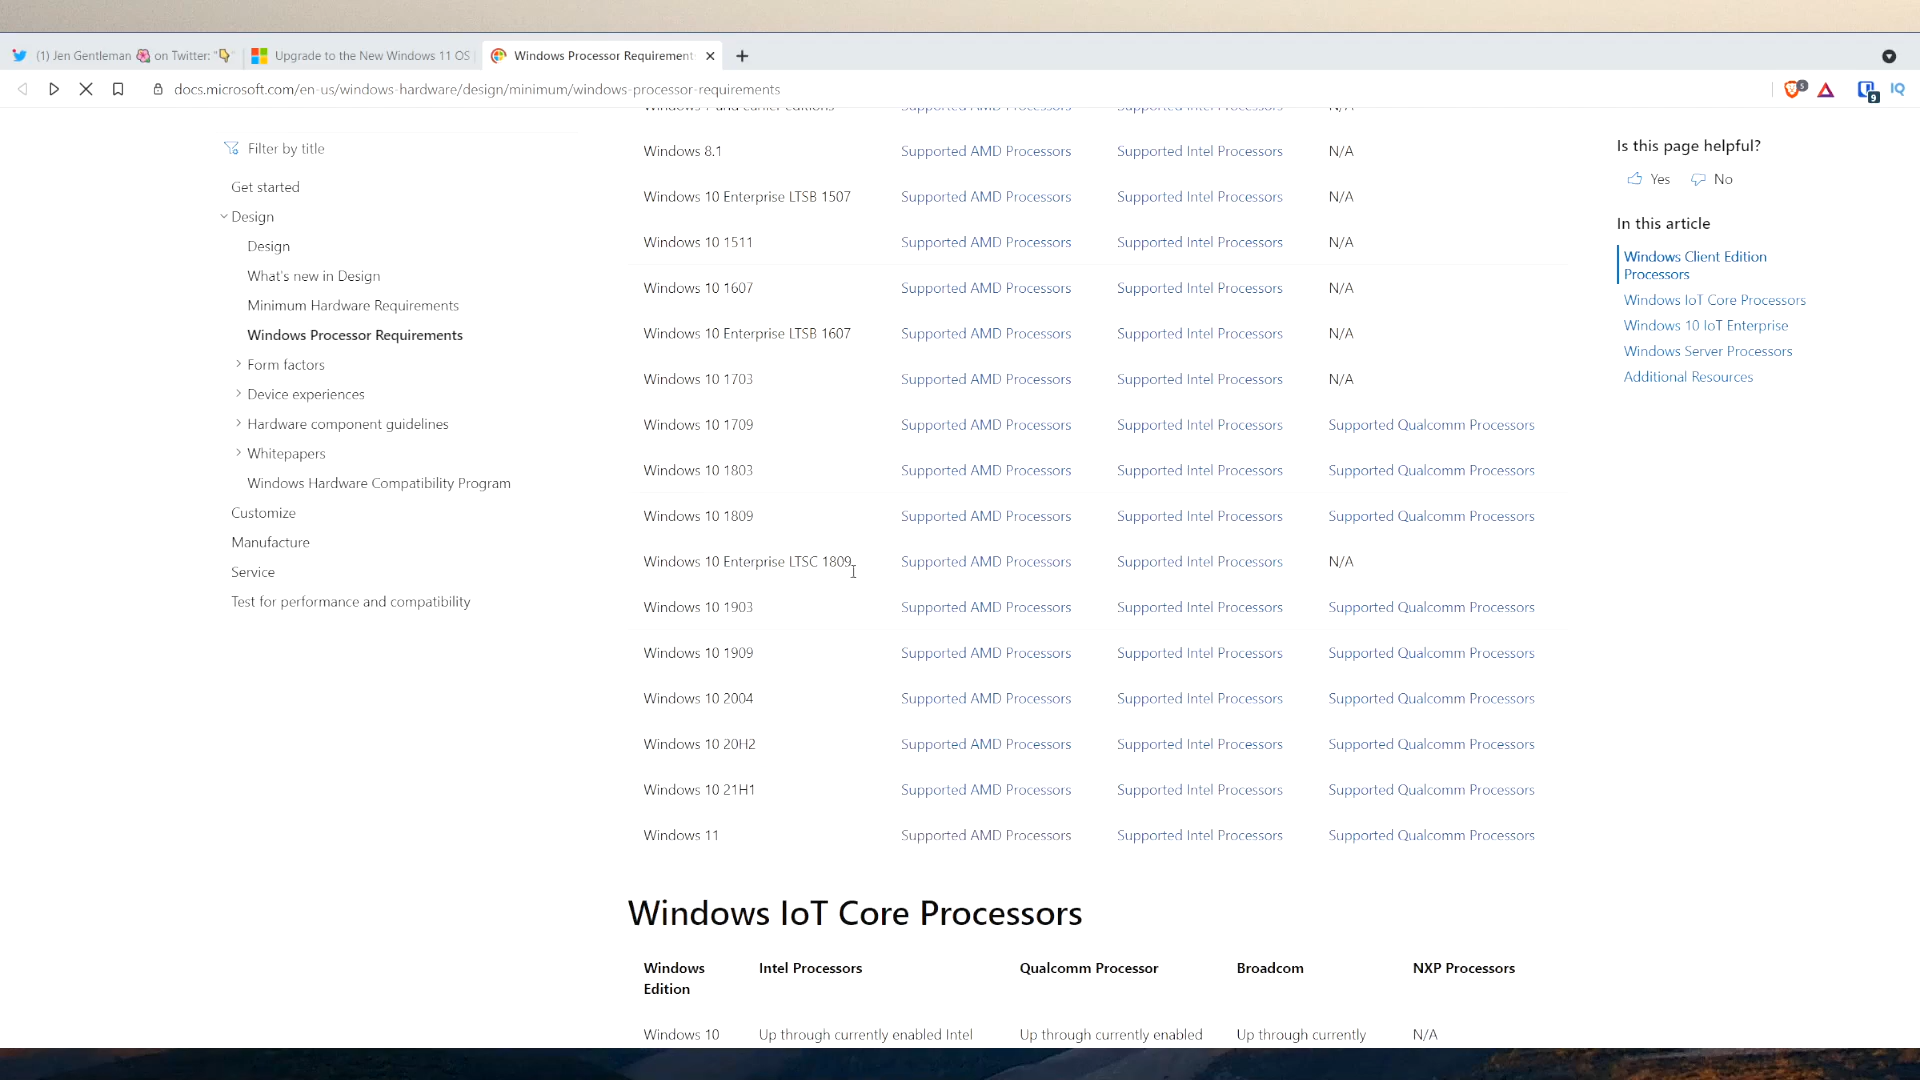 (1) Jen Gentleman 🌺 on Twitter: "👇
Upgrade to the New Windows 11 OS
Windows Processor Requirement
docs.microsoft.com/en-us/windows-hardware/design/minimum/windows-processor-requirements
5
9
IQ
Filter by title
Get started
Design
Design
What's new in Design
Minimum Hardware Requirements
Windows Processor Requirements
Form factors
Device experiences
Hardware component guidelines
Whitepapers
Windows Hardware Compatibility Program
Customize
Manufacture
Service
Test for performance and compatibility
Windows 7 and earlier editions Supported AMD Processors Supported Intel Processors N/A
Windows 8.1 Supported AMD Processors Supported Intel Processors N/A
Windows 10 Enterprise LTSB 1507 Supported AMD Processors Supported Intel Processors N/A
Windows 10 1511 Supported AMD Processors Supported Intel Processors N/A
Windows 10 1607 Supported AMD Processors Supported Intel Processors N/A
Windows 10 Enterprise LTSB 1607 Supported AMD Processors Supported Intel Processors N/A
Windows 10 1703 Supported AMD Processors Supported Intel Processors N/A
Windows 10 1709 Supported AMD Processors Supported Intel Processors Supported Qualcomm Processors
Windows 10 1803 Supported AMD Processors Supported Intel Processors Supported Qualcomm Processors
Windows 10 1809 Supported AMD Processors Supported Intel Processors Supported Qualcomm Processors
Windows 10 Enterprise LTSC 1809 Supported AMD Processors Supported Intel Processors N/A
Windows 10 1903 Supported AMD Processors Supported Intel Processors Supported Qualcomm Processors
Windows 10 1909 Supported AMD Processors Supported Intel Processors Supported Qualcomm Processors
Windows 10 2004 Supported AMD Processors Supported Intel Processors Supported Qualcomm Processors
Windows 10 20H2 Supported AMD Processors Supported Intel Processors Supported Qualcomm Processors
Windows 10 21H1 Supported AMD Processors Supported Intel Processors Supported Qualcomm Processors
Windows 11 Supported AMD Processors Supported Intel Processors Supported Qualcomm Processors
Windows IoT Core Processors
Windows Intel Processors Qualcomm Processor Broadcom NXP Processors
Edition
Windows 10 Up through currently enabled Intel Up through currently enabled Up through currently N/A
Is this page helpful?
Yes No
In this article
Windows Client Edition
Processors
Windows IoT Core Processors
Windows 10 IoT Enterprise
Windows Server Processors
Additional Resources